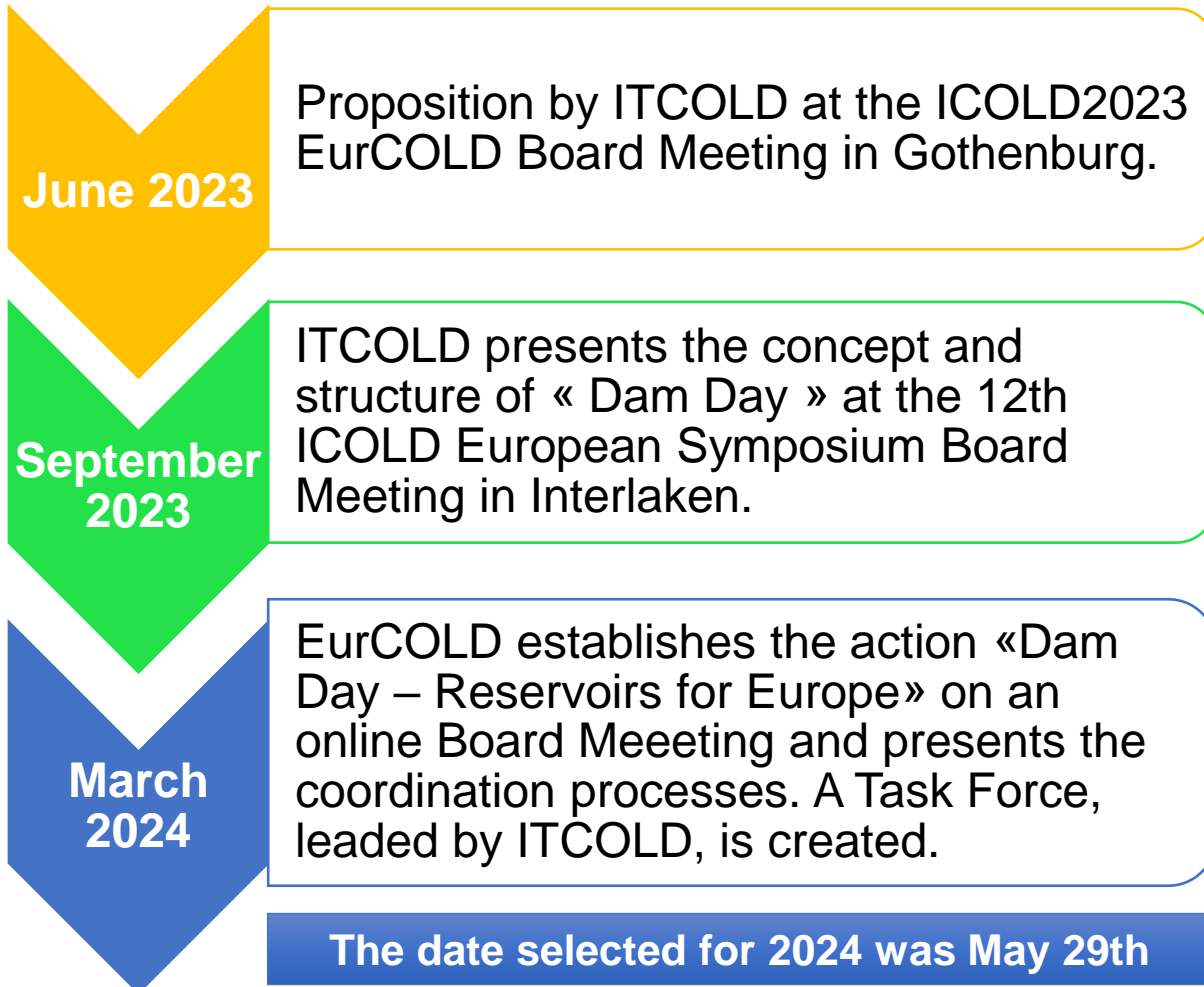 June 2023
Proposition by ITCOLD at the ICOLD2023
EurCOLD Board Meeting in Gothenburg.
September
2023
ITCOLD presents the concept and
structure of « Dam Day » at the 12th
ICOLD European Symposium Board
Meeting in Interlaken.
March
2024
EurCOLD establishes the action «Dam
Day – Reservoirs for Europe» on an
online Board Meeeting and presents the
coordination processes. A Task Force,
leaded by ITCOLD, is created.
The date selected for 2024 was May 29th